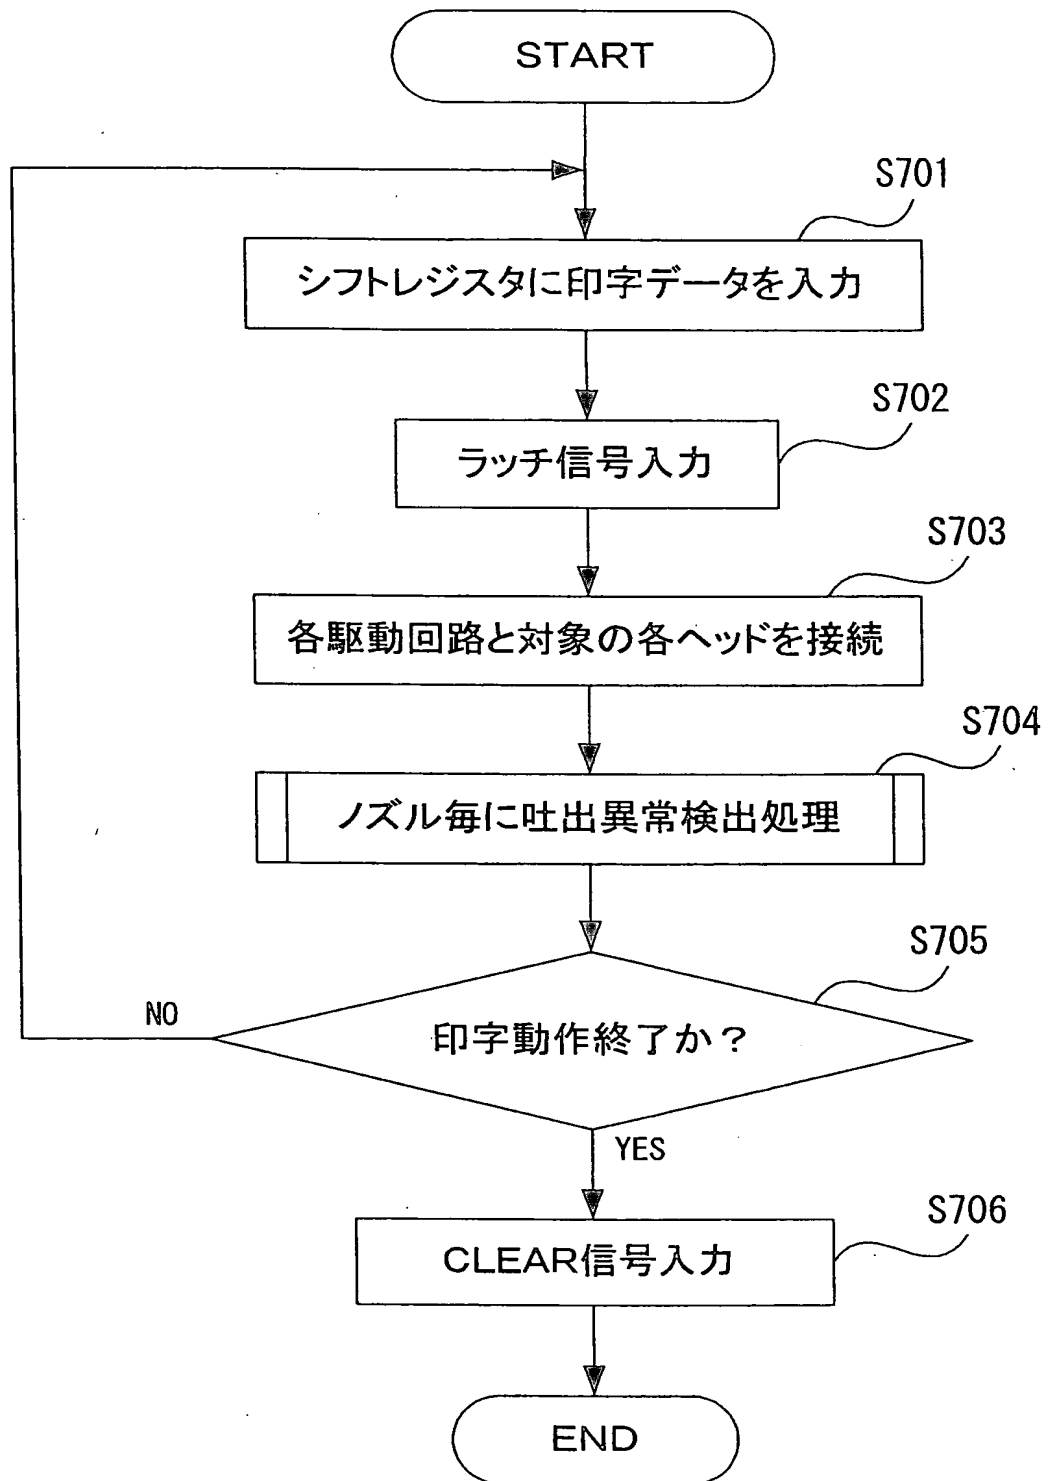 START
S701
シフトレジスタに印字データを入力
S702
ラッチ信号入力
S703
各駆動回路と対象の各ヘッドを接続
S704
ノズル毎に吐出異常検出処理
S705
NO
印字動作終了か？
YES
S706
CLEAR信号入力
END